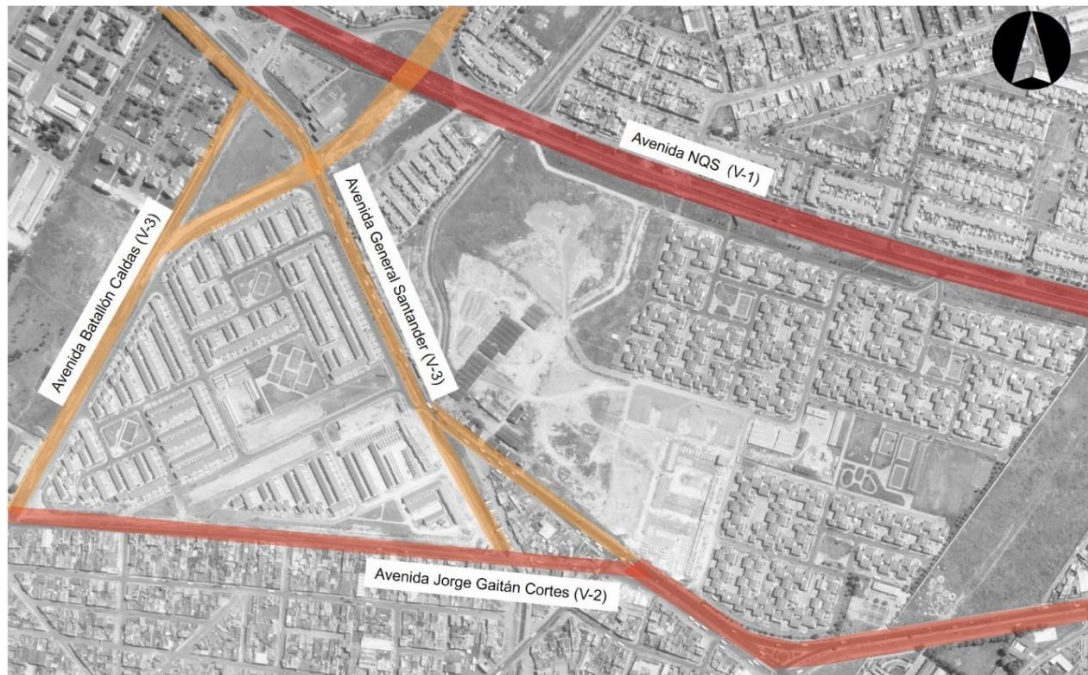 Avenida NQS (V-1)
Avenida General Santander (V-3)
Avenida Batallón Caldas (V-3)
Avenida Jorge Gaitán Cortes (V-2)